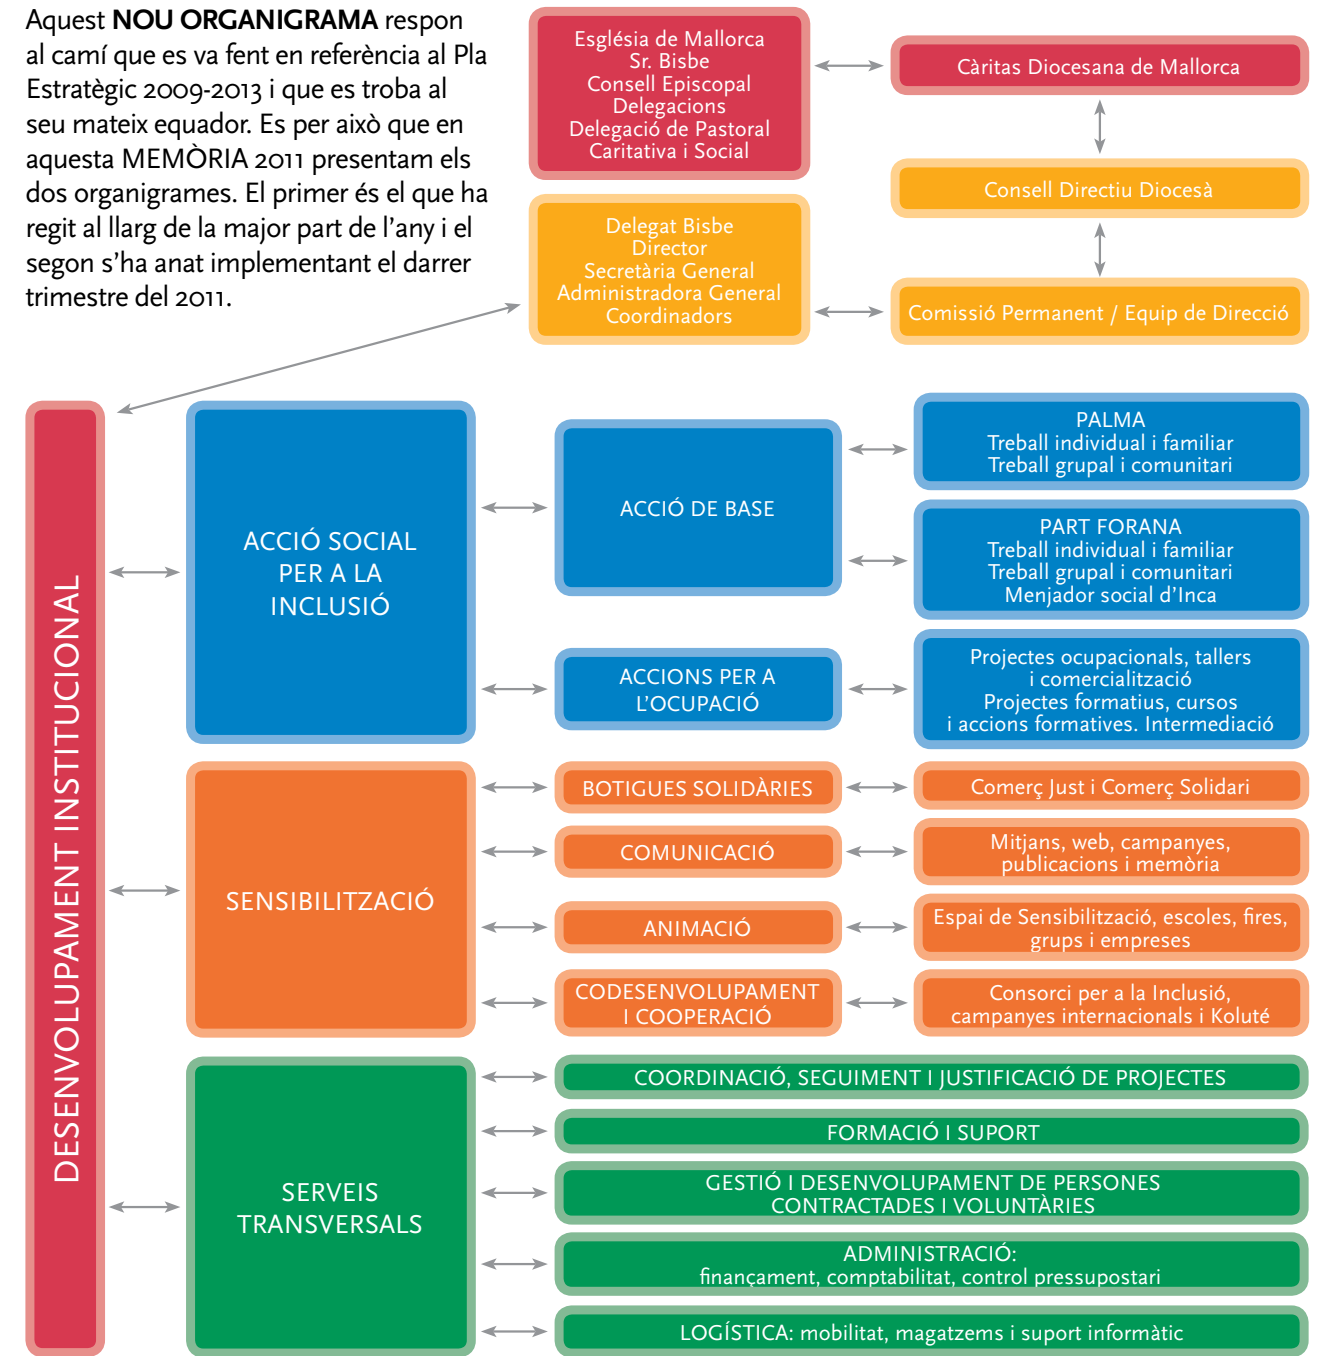 Aquest NOU ORGANIGRAMA respon
al camí que es va fent en referència al Pla
Estratègic 2009-2013 i que es troba al
seu mateix equador. Es per això que en
aquesta MEMÒRIA 2011 presentam els
dos organigrames. El primer és el que ha
regit al llarg de la major part de l’any i el
segon s’ha anat implementant el darrer
trimestre del 2011.
Església de Mallorca
Sr. Bisbe
Consell Episcopal
Delegacions
Delegació de Pastoral
Caritativa i Social
Càritas Diocesana de Mallorca
Consell Directiu Diocesà
Delegat Bisbe
Director
Secretària General
Administradora General
Coordinadors
Comissió Permanent / Equip de Direcció
DESENVOLUPAMENT INSTITUCIONAL
ACCIÓ SOCIAL
PER A LA
INCLUSIÓ
ACCIÓ DE BASE
PALMA
Treball individual i familiar
Treball grupal i comunitari
PART FORANA
Treball individual i familiar
Treball grupal i comunitari
Menjador social d’Inca
ACCIONS PER A
L’OCUPACIÓ
Projectes ocupacionals, tallers
i comercialització
Projectes formatius, cursos
i accions formatives. Intermediació
SENSIBILITZACIÓ
BOTIGUES SOLIDÀRIES
Comerç Just i Comerç Solidari
COMUNICACIÓ
Mitjans, web, campanyes,
publicacions i memòria
ANIMACIÓ
Espai de Sensibilització, escoles, fires,
grups i empreses
CODESENVOLUPAMENT
I COOPERACIÓ
Consorci per a la Inclusió,
campanyes internacionals i Koluté
SERVEIS
TRANSVERSALS
COORDINACIÓ, SEGUIMENT I JUSTIFICACIÓ DE PROJECTES
FORMACIÓ I SUPORT
GESTIÓ I DESENVOLUPAMENT DE PERSONES
CONTRACTADES I VOLUNTÀRIES
ADMINISTRACIÓ:
finançament, comptabilitat, control pressupostari
LOGÍSTICA: mobilitat, magatzems i suport informàtic